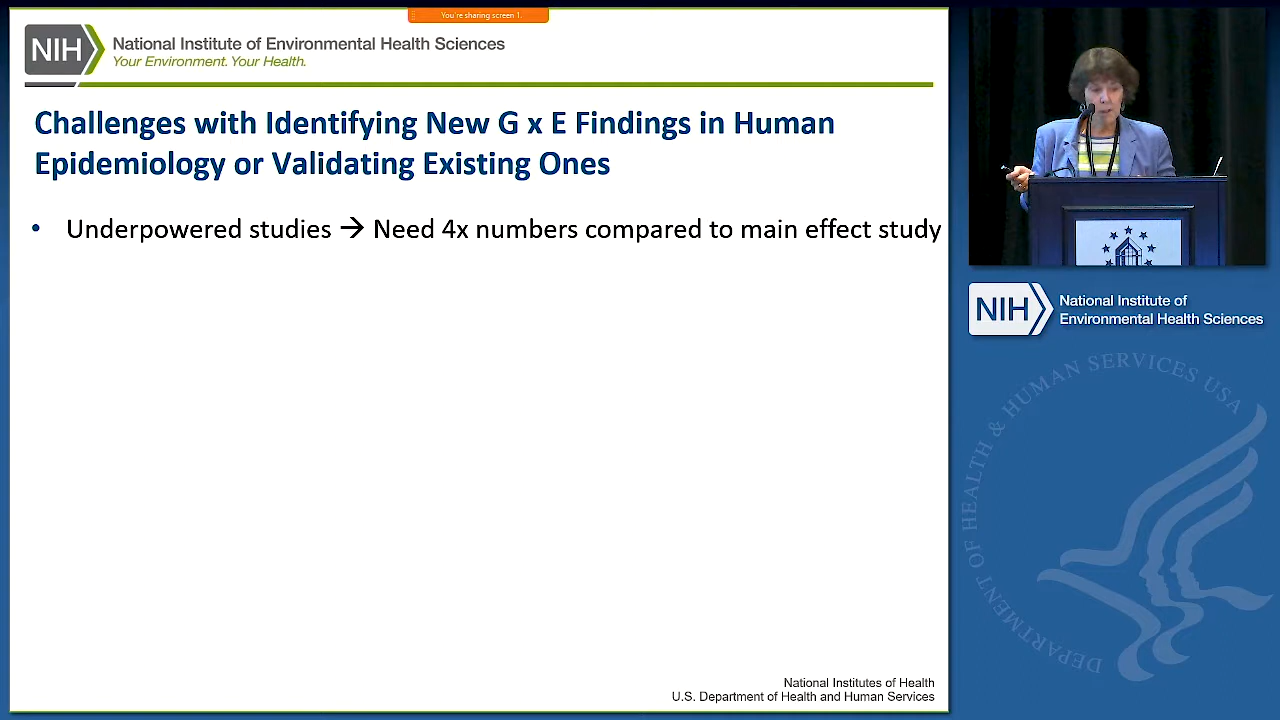 You're sharing screen 1.
NIH
National Institute of Environmental Health Sciences
Your Environment. Your Health.
Challenges with Identifying New G x E Findings in Human
Epidemiology or Validating Existing Ones
• Underpowered studies → Need 4x numbers compared to main effect study
National Institutes of Health
U.S. Department of Health and Human Services
NIH
National Institute of
Environmental Health Sciences
DEPARTMENT OF HEALTH & HUMAN SERVICES USA